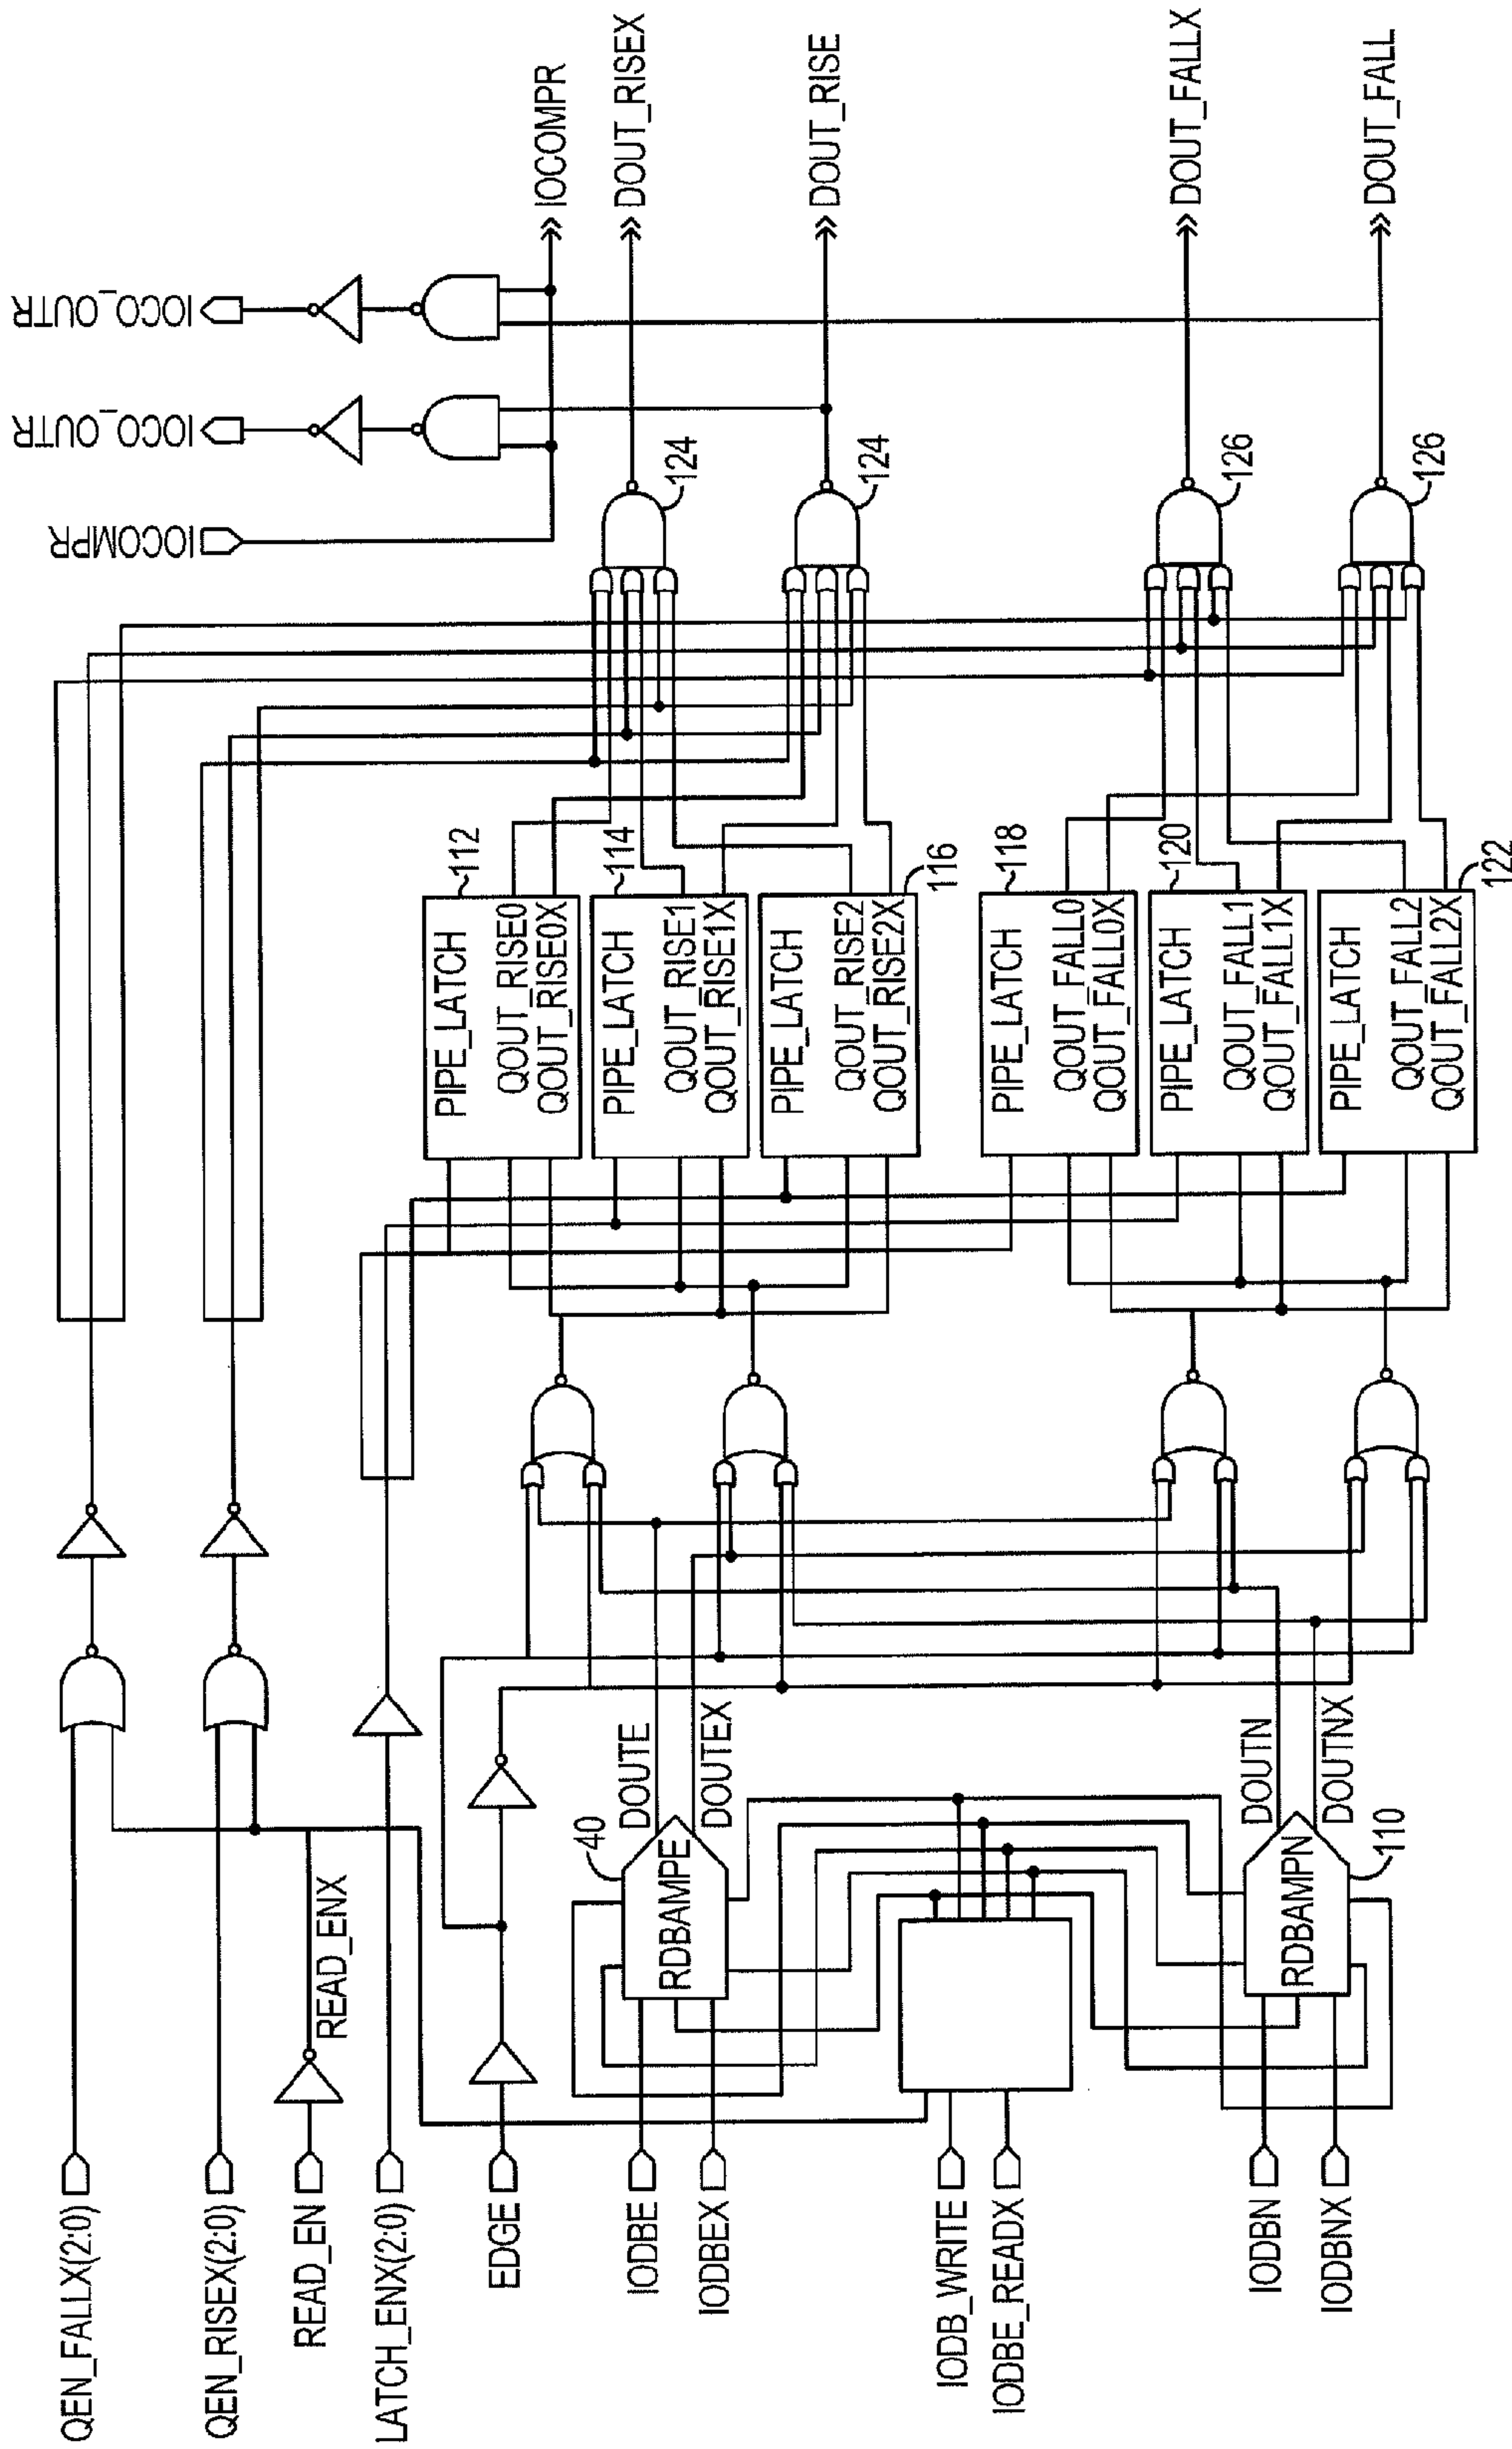 QEN_FALLX(2:0)
QEN_RISEX(2:0)
READ_EN
READ_ENX
LATCH_ENX(2:0)
EDGE
IODBE
IODBEX
IODB_WRITE
IODBE_READX
IODBN
IODBNX
40
RDBAMPE
DOUTE
DOUTEX
RDBAMPN
110
DOUTN
DOUTNX
PIPE_LATCH
112
QOUT_RISE0
QOUT_RISE0X
PIPE_LATCH
114
QOUT_RISE1
QOUT_RISE1X
PIPE_LATCH
116
QOUT_RISE2
QOUT_RISE2X
PIPE_LATCH
118
QOUT_FALL0
QOUT_FALL0X
PIPE_LATCH
120
QOUT_FALL1
QOUT_FALL1X
PIPE_LATCH
122
QOUT_FALL2
QOUT_FALL2X
124
124
126
126
IOCOMPR
IOCO_OUTR
IOCO_OUTR
IOCOMPR
DOUT_RISEX
DOUT_RISE
DOUT_FALLX
DOUT_FALL